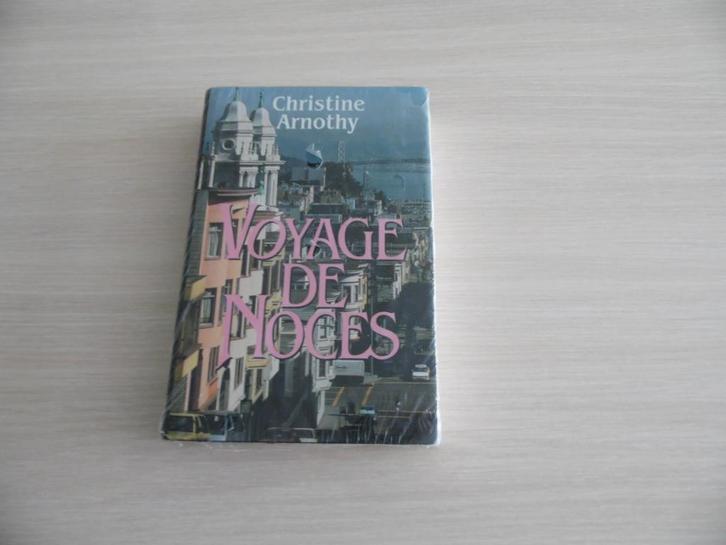 Christine
Arnothy
VOYAGE
DE
NOCES